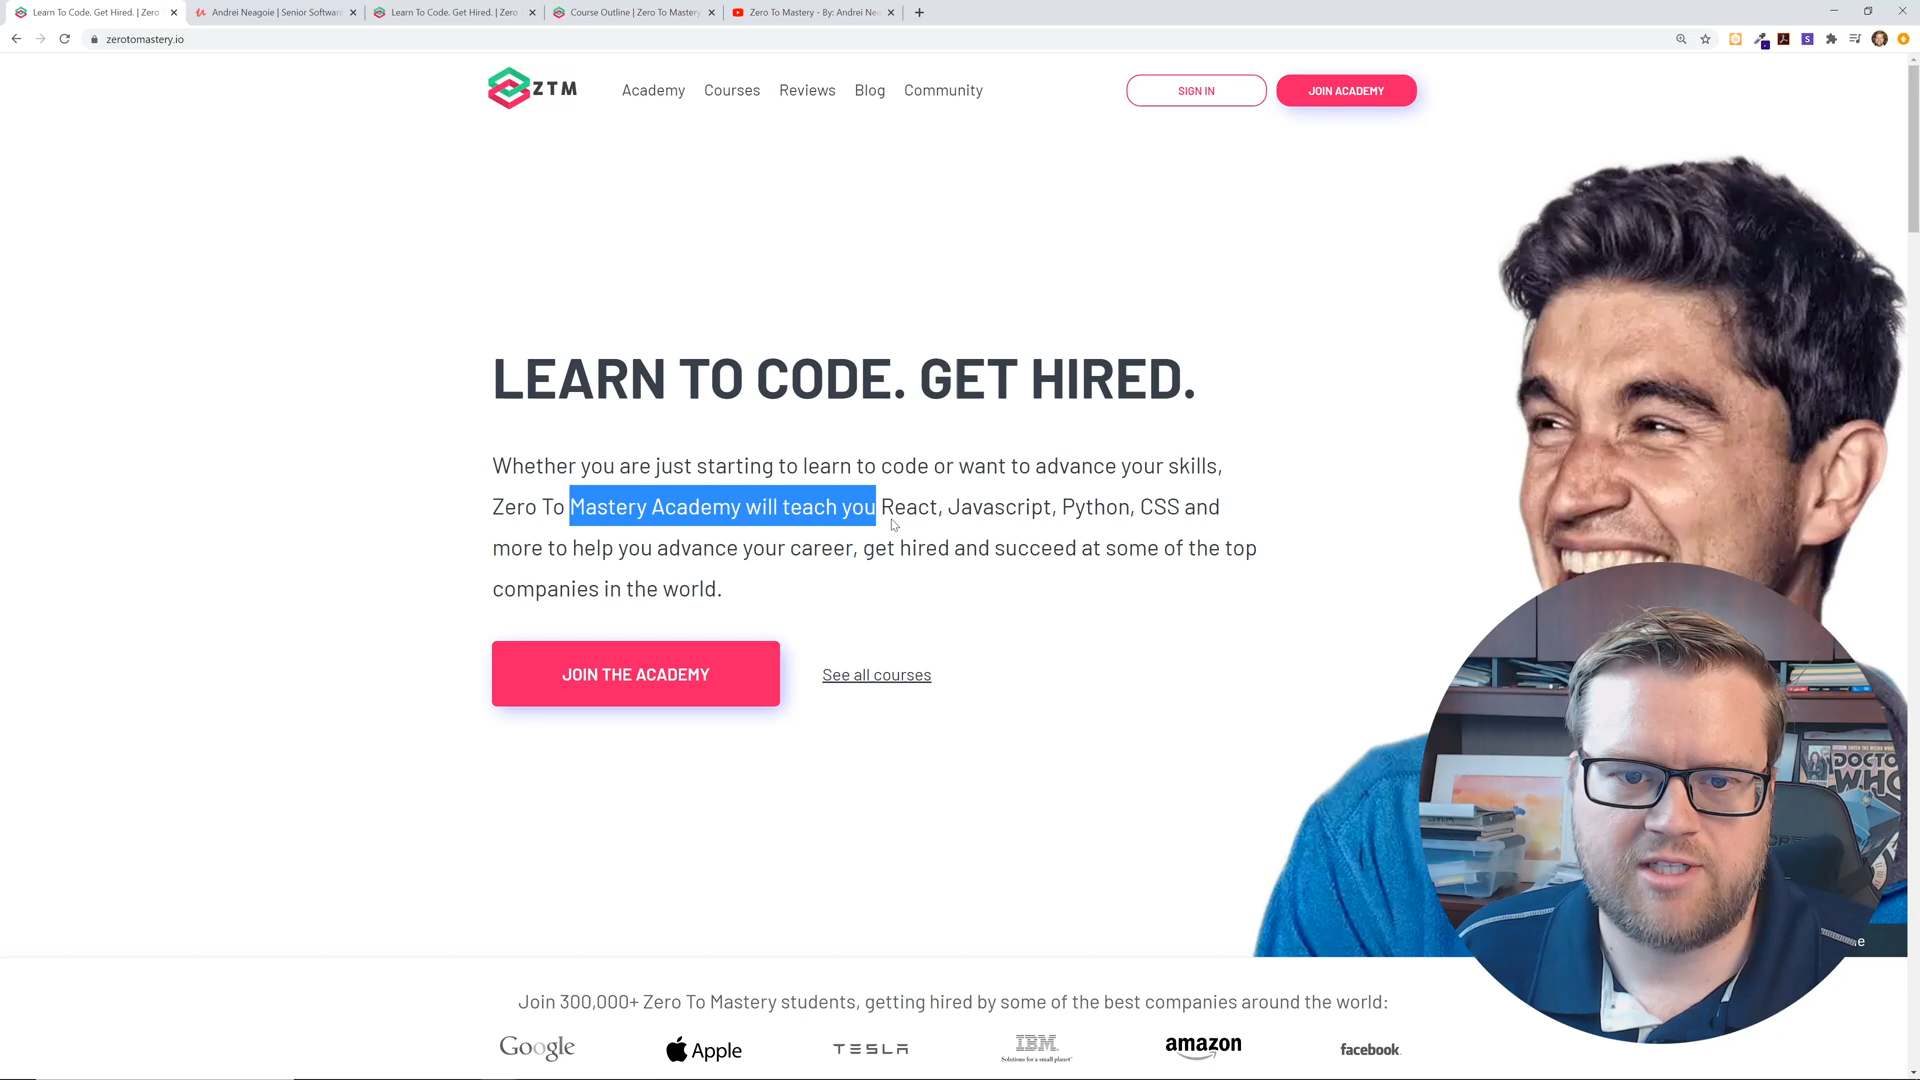 Learn To Code. Get Hired. | Zero
Andrei Neagoie | Senior Software
Learn To Code. Get Hired. | Zero
Course Outline | Zero To Mastery
Zero To Mastery - By: Andrei Nea
zerotomastery.io
ZTM
Academy
Courses
Reviews
Blog
Community
SIGN IN
JOIN ACADEMY
LEARN TO CODE. GET HIRED.
Whether you are just starting to learn to code or want to advance your skills,
Zero To Mastery Academy will teach you React, Javascript, Python, CSS and
more to help you advance your career, get hired and succeed at some of the top
companies in the world.
JOIN THE ACADEMY
See all courses
DOCTO
WHO
Join 300,000+ Zero To Mastery students, getting hired by some of the best companies around the world:
Google
Apple
TESLA
IBM
Solutions for a small planet
amazon
facebook